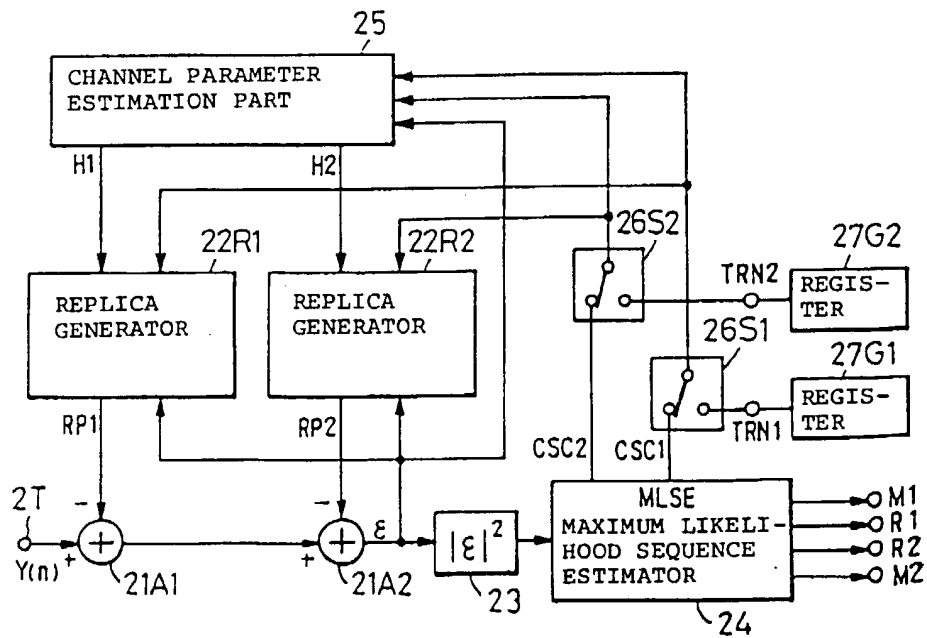 25
CHANNEL PARAMETER
ESTIMATION PART
H1
H2
22R1
22R2
26S2
27G2
REPLICA
GENERATOR
REPLICA
GENERATOR
TRN2
REGIS-
TER
26S1
27G1
REGIS-
TER
TRN1
RP1
RP2
CSC2
CSC1
2T
Y(n)
-
+
21A1
-
+
21A2
ε
|ε|²
23
MLSE
MAXIMUM LIKELI-
HOOD SEQUENCE
ESTIMATOR
24
M1
R1
R2
M2